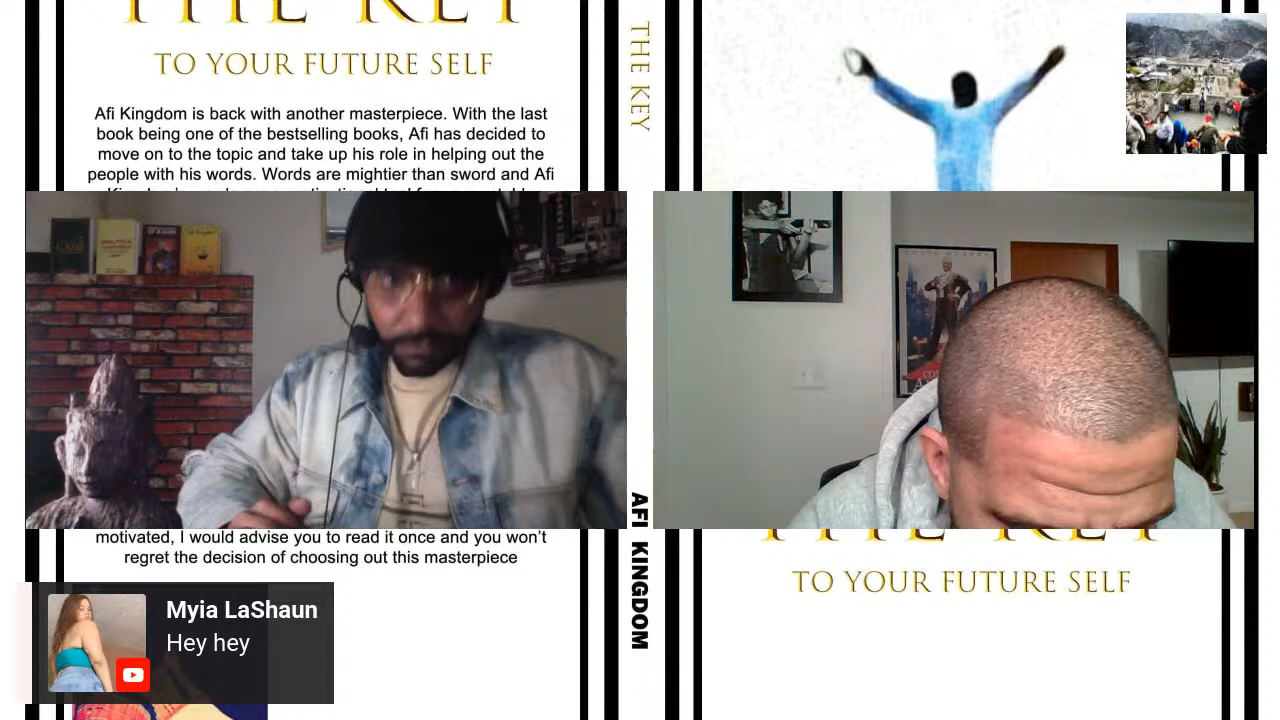 THE KEY
TO YOUR FUTURE SELF
Afi Kingdom is back with another masterpiece. With the last
book being one of the bestselling books, Afi has decided to
move on to the topic and take up his role in helping out the
people with his words. Words are mightier than sword and Afi
motivated, I would advise you to read it once and you won't
regret the decision of choosing out this masterpiece
THE KEY
AFI KINGDOM
THE KEY
TO YOUR FUTURE SELF
Myia LaShaun
Hey hey